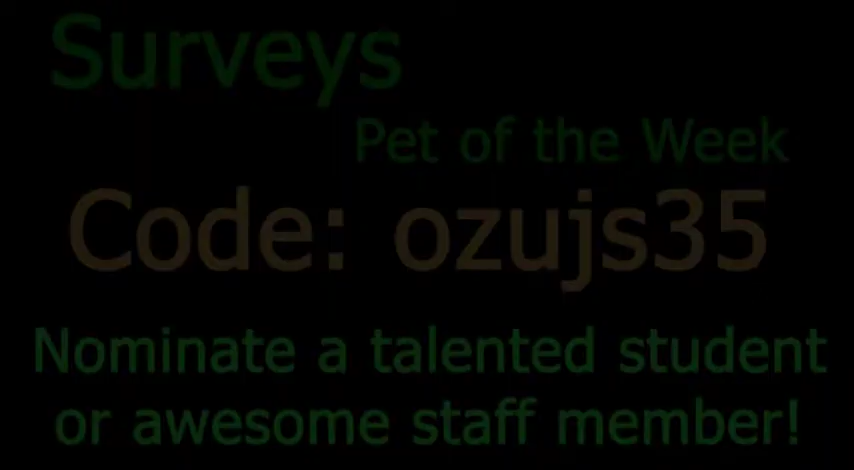 Surveys
Pet of the Week
Code: ozujs35
Nominate a talented student
or awesome staff member!